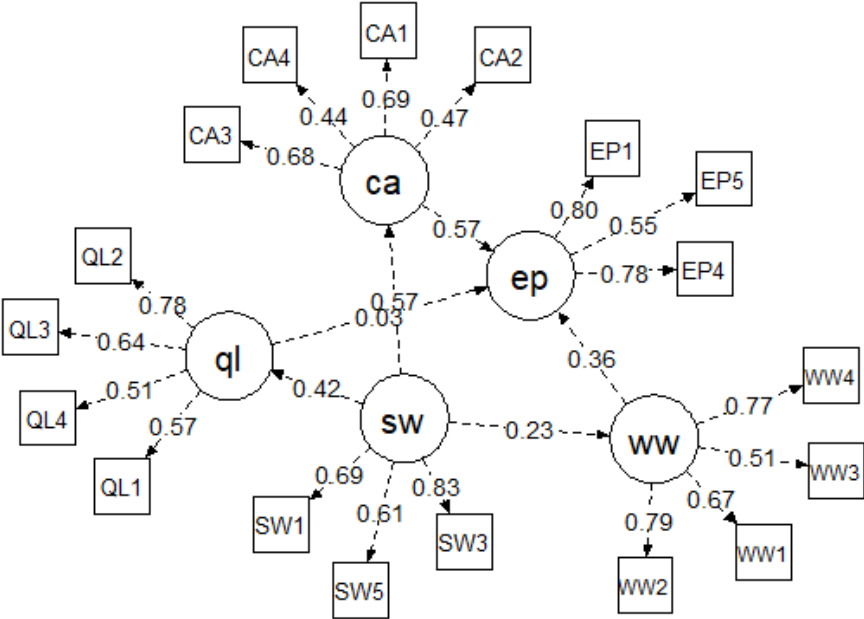 CA1
CA4
CA2
0.69
0.44
0.47
CA3
0.68
EP1
ca
EP5
0.80
0.57
0.55
QL2
ep
0.78
EP4
0.78
0.57
0.03
QL3
0.64
ql
0.36
WW4
0.51
0.42
0.77
QL4
sw
0.23
ww
0.57
0.51
WW3
QL1
0.69
0.83
0.67
SW1
0.61
0.79
SW3
WW1
SW5
WW2